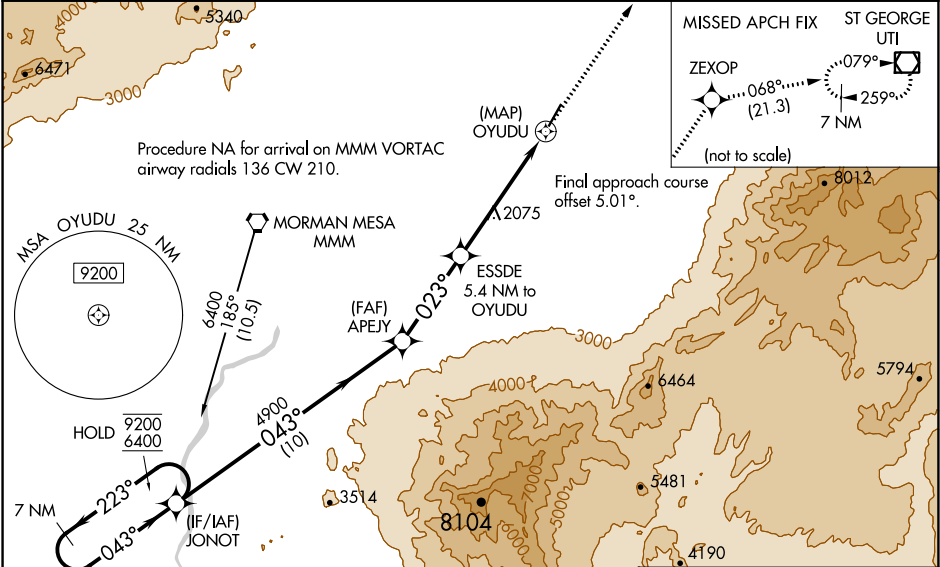 5340
6471
3000
MISSED APCH FIX
ST GEORGE
UTI
ZEXOP
079°
068°
(21.3)
259°
7 NM
(not to scale)
(MAP)
OYUDU
Procedure NA for arrival on MMM VORTAC
airway radials 136 CW 210.
Final approach course
offset 5.01°.
8012
2075
MORMAN MESA
MMM
MSA OYUDU 25 NM
9200
ESSDE
5.4 NM to
OYUDU
023°
6400
185°
(10.5)
(FAF)
APEJY
3000
4000
6464
5794
4900
043°
(10)
HOLD
9200
6400
7 NM
223°
043°
(IF/IAF)
JONOT
3514
7000
5000
6000
8104
5481
4190